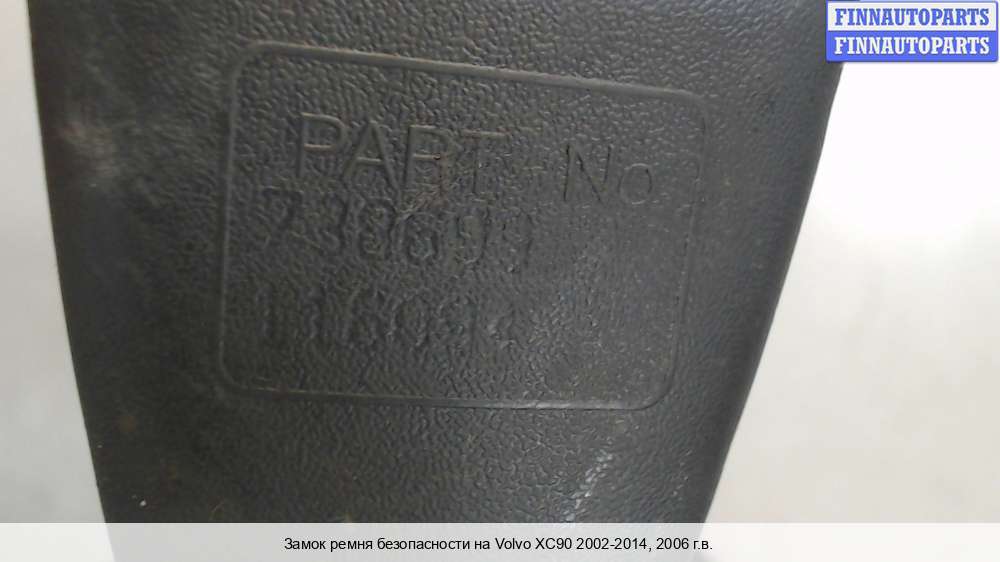 FINNAUTOPARTS
FINNAUTOPARTS
PART No
Замок ремня безопасности на Volvo XC90 2002-2014, 2006 г.в.